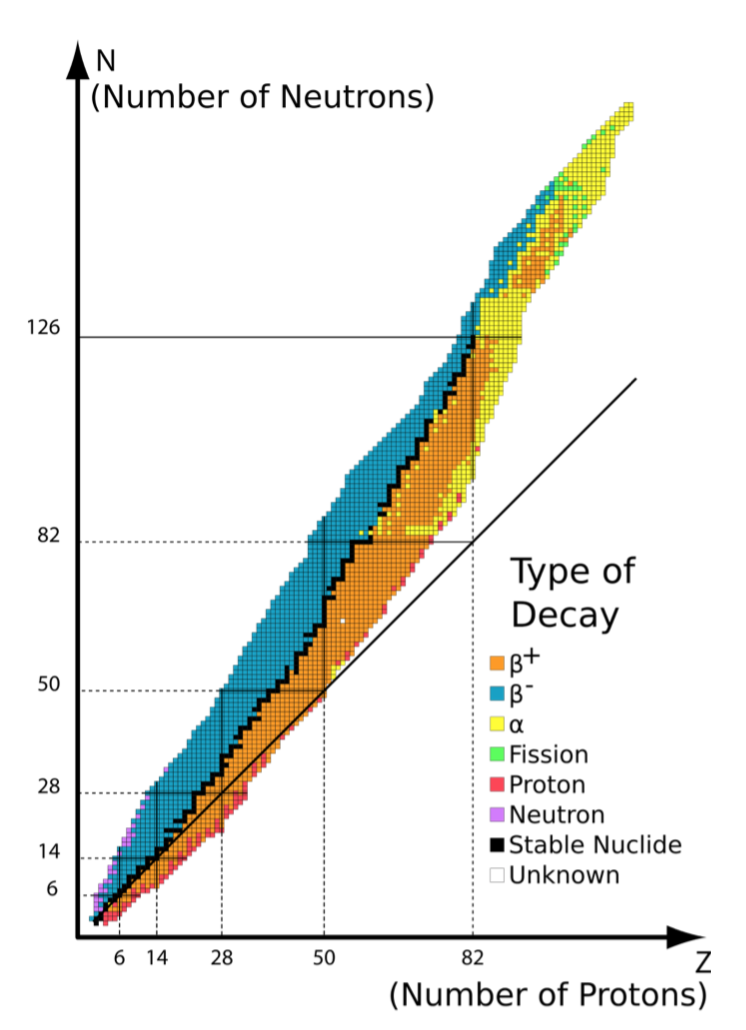 N
(Number of Neutrons)
126
82
50
28
14
6
Type of
Decay
β+
β-
α
Fission
Proton
Neutron
Stable Nuclide
Unknown
6 14 28 50 82
Z
(Number of Protons)